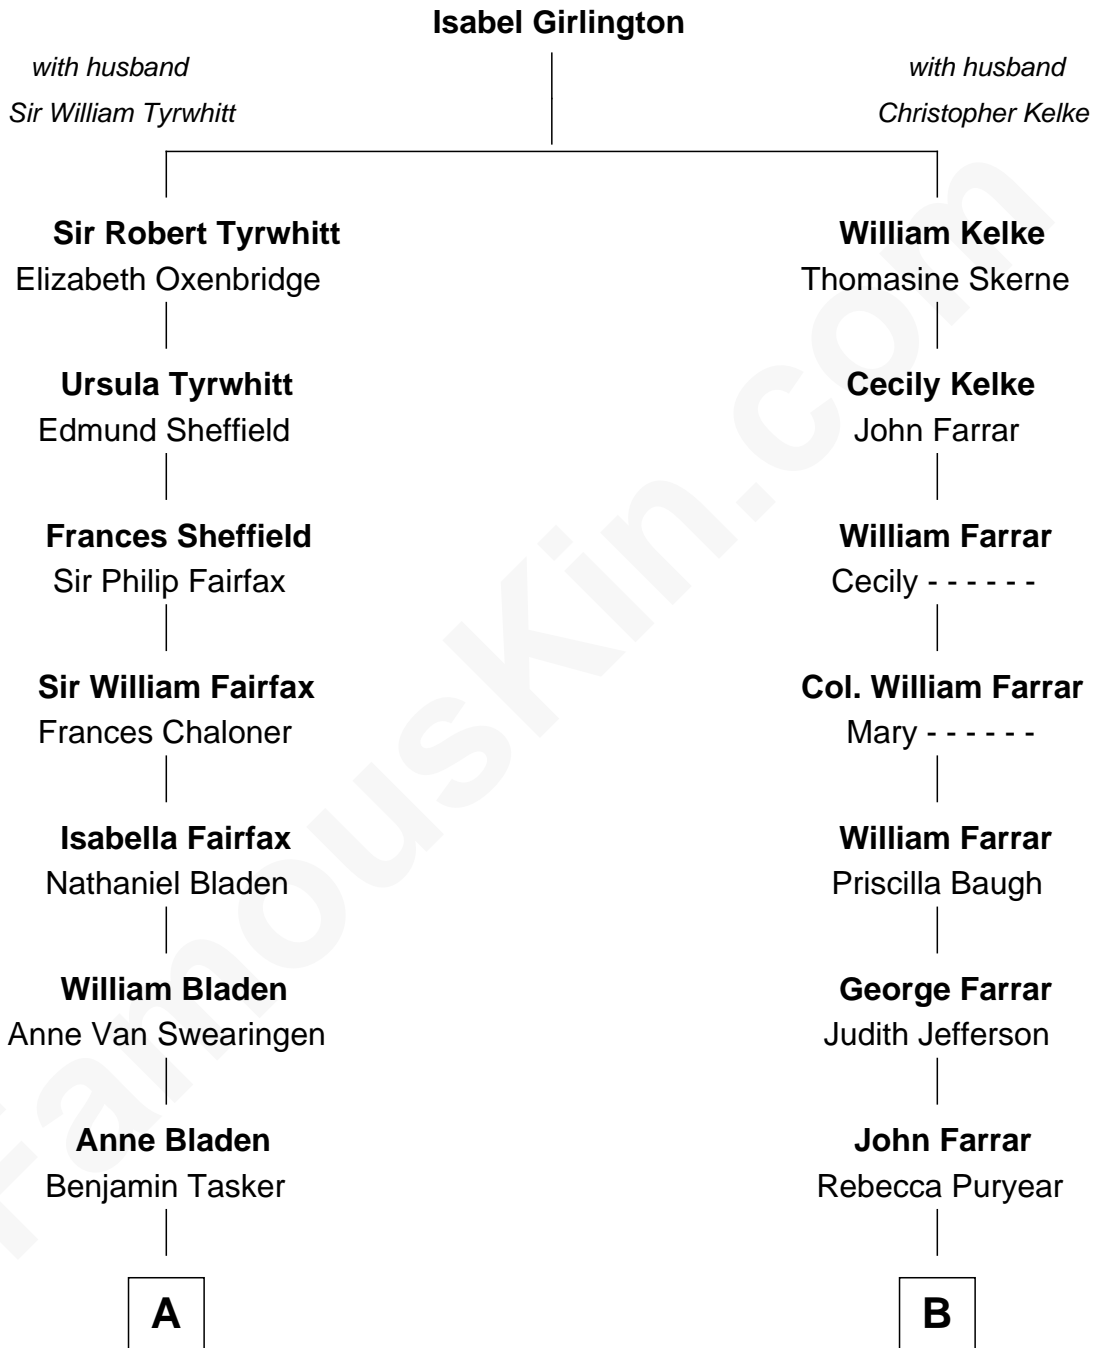 Isabel Girlington
with husband
Sir William Tyrwhitt
with husband
Christopher Kelke
Sir Robert Tyrwhitt
Elizabeth Oxenbridge
William Kelke
Thomasine Skerne
Ursula Tyrwhitt
Edmund Sheffield
Cecily Kelke
John Farrar
Frances Sheffield
Sir Philip Fairfax
William Farrar
Cecily - - - - - -
Sir William Fairfax
Frances Chaloner
Col. William Farrar
Mary - - - - - -
Isabella Fairfax
Nathaniel Bladen
William Farrar
Priscilla Baugh
William Bladen
Anne Van Swearingen
George Farrar
Judith Jefferson
Anne Bladen
Benjamin Tasker
John Farrar
Rebecca Puryear
A
B
FamousKin.com